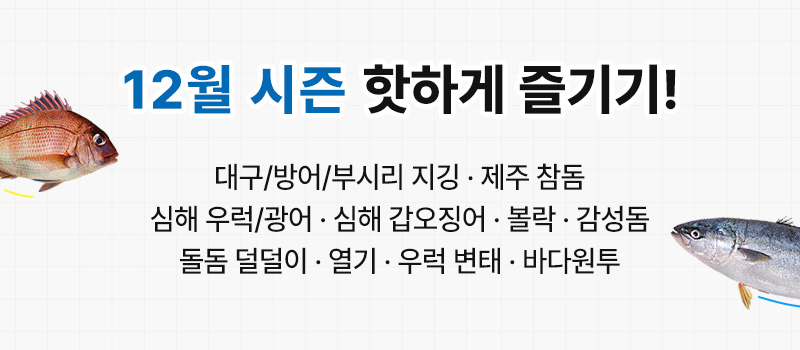 12월 시즌 핫하게 즐기기!
대구/방어/부시리 지깅 · 제주 참돔
심해 우럭/광어 · 심해 갑오징어 · 볼락 · 감성돔
돌돔 덜덜이 · 열기 · 우럭 변태 · 바다원투